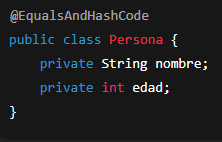 @EqualsAndHashCode
public class Persona {
    private String nombre;
    private int edad;
}